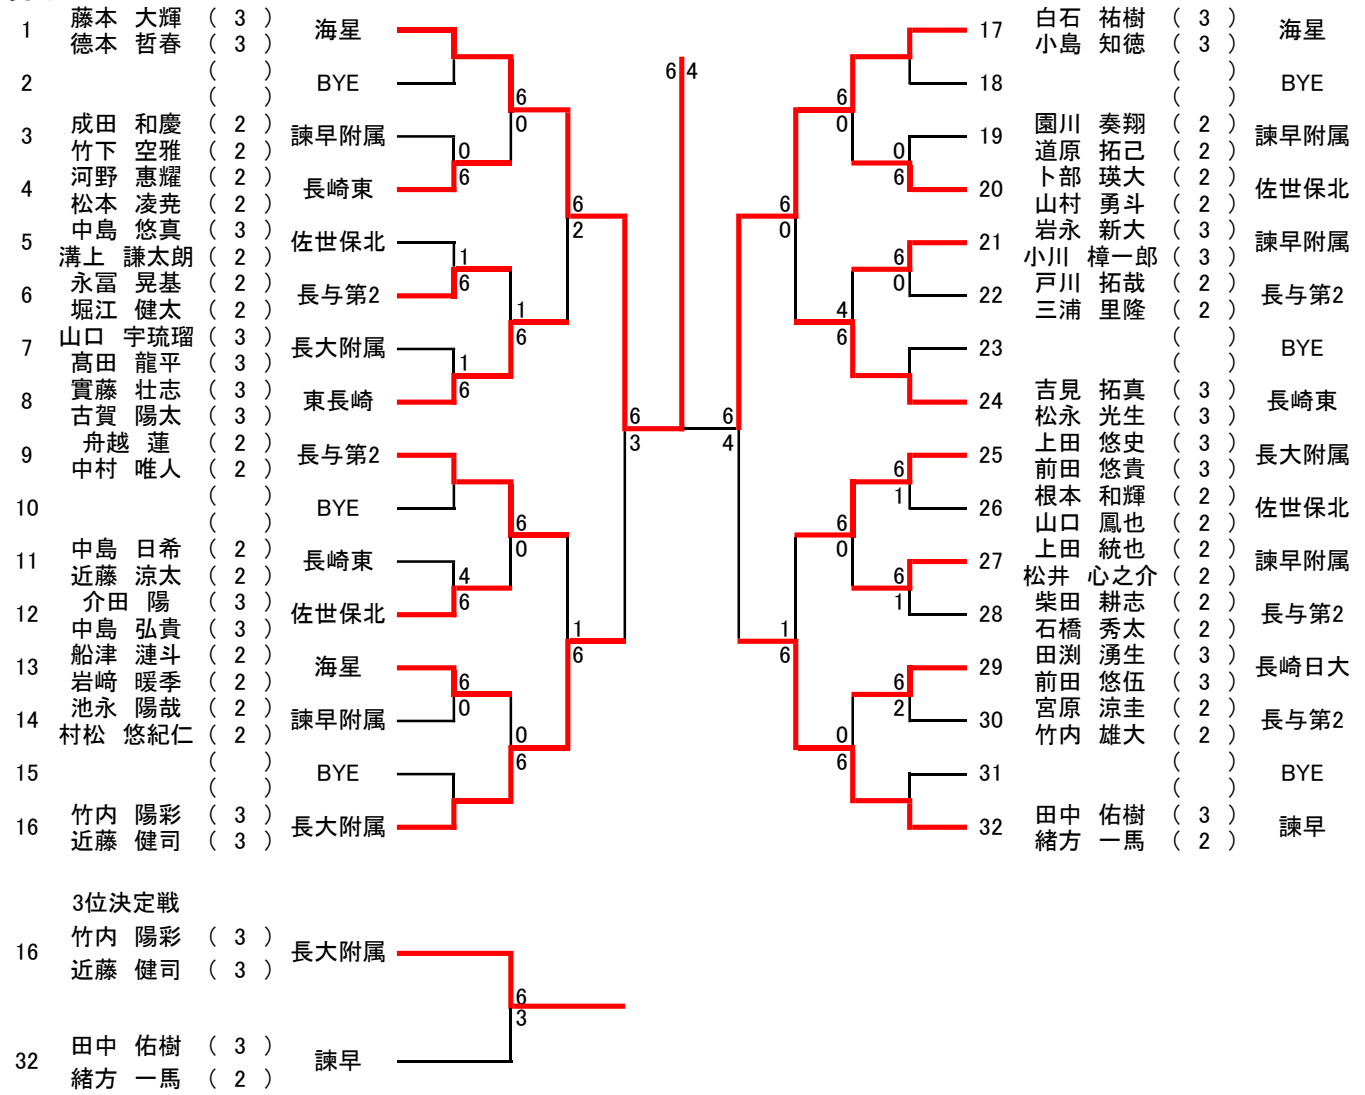 1 藤本 大輝 ( 3 ) 海星
德本 哲春 ( 3 )
2 ( ) BYE
( )
3 成田 和慶 ( 2 ) 諫早附属
竹下 空雅 ( 2 )
4 河野 惠耀 ( 2 ) 長崎東
松本 凌尭 ( 2 )
5 中島 悠真 ( 3 ) 佐世保北
溝上 謙太朗 ( 2 )
6 永冨 晃基 ( 2 ) 長与第2
堀江 健太 ( 2 )
7 山口 宇琉瑠 ( 3 ) 長大附属
髙田 龍平 ( 3 )
8 實藤 壮志 ( 3 ) 東長崎
古賀 陽太 ( 3 )
9 舟越 蓮 ( 2 ) 長与第2
中村 唯人 ( 2 )
10 ( ) BYE
( )
11 中島 日希 ( 2 ) 長崎東
近藤 涼太 ( 2 )
12 介田 陽 ( 3 ) 佐世保北
中島 弘貴 ( 3 )
13 船津 漣斗 ( 2 ) 海星
岩﨑 暖季 ( 2 )
14 池永 陽哉 ( 2 ) 諫早附属
村松 悠紀仁 ( 2 )
15 ( ) BYE
( )
16 竹内 陽彩 ( 3 ) 長大附属
近藤 健司 ( 3 )
0
6
1
6
1
6
4
6
6
0
6
0
1
6
6
0
0
6
6
2
1
6
6
3
6 4
6
4
6
0
1
6
6
0
4
6
6
0
0
6
0
6
6
0
6
1
6
1
6
2
17 白石 祐樹 ( 3 ) 海星
小島 知徳 ( 3 )
18 ( ) BYE
( )
19 園川 奏翔 ( 2 ) 諫早附属
道原 拓己 ( 2 )
20 卜部 瑛大 ( 2 ) 佐世保北
山村 勇斗 ( 2 )
21 岩永 新大 ( 3 ) 諫早附属
小川 樟一郎 ( 3 )
22 戸川 拓哉 ( 2 ) 長与第2
三浦 里隆 ( 2 )
23 ( ) BYE
( )
24 吉見 拓真 ( 3 ) 長崎東
松永 光生 ( 3 )
25 上田 悠史 ( 3 ) 長大附属
前田 悠貴 ( 3 )
26 根本 和輝 ( 2 ) 佐世保北
山口 鳳也 ( 2 )
27 上田 統也 ( 2 ) 諫早附属
松井 心之介 ( 2 )
28 柴田 耕志 ( 2 ) 長与第2
石橋 秀太 ( 2 )
29 田渕 湧生 ( 3 ) 長崎日大
前田 悠伍 ( 3 )
30 宮原 涼圭 ( 2 ) 長与第2
竹内 雄大 ( 2 )
31 ( ) BYE
( )
32 田中 佑樹 ( 3 ) 諫早
緒方 一馬 ( 2 )
3位決定戦
16 竹内 陽彩 ( 3 ) 長大附属
近藤 健司 ( 3 )
6
3
32 田中 佑樹 ( 3 ) 諫早
緒方 一馬 ( 2 )